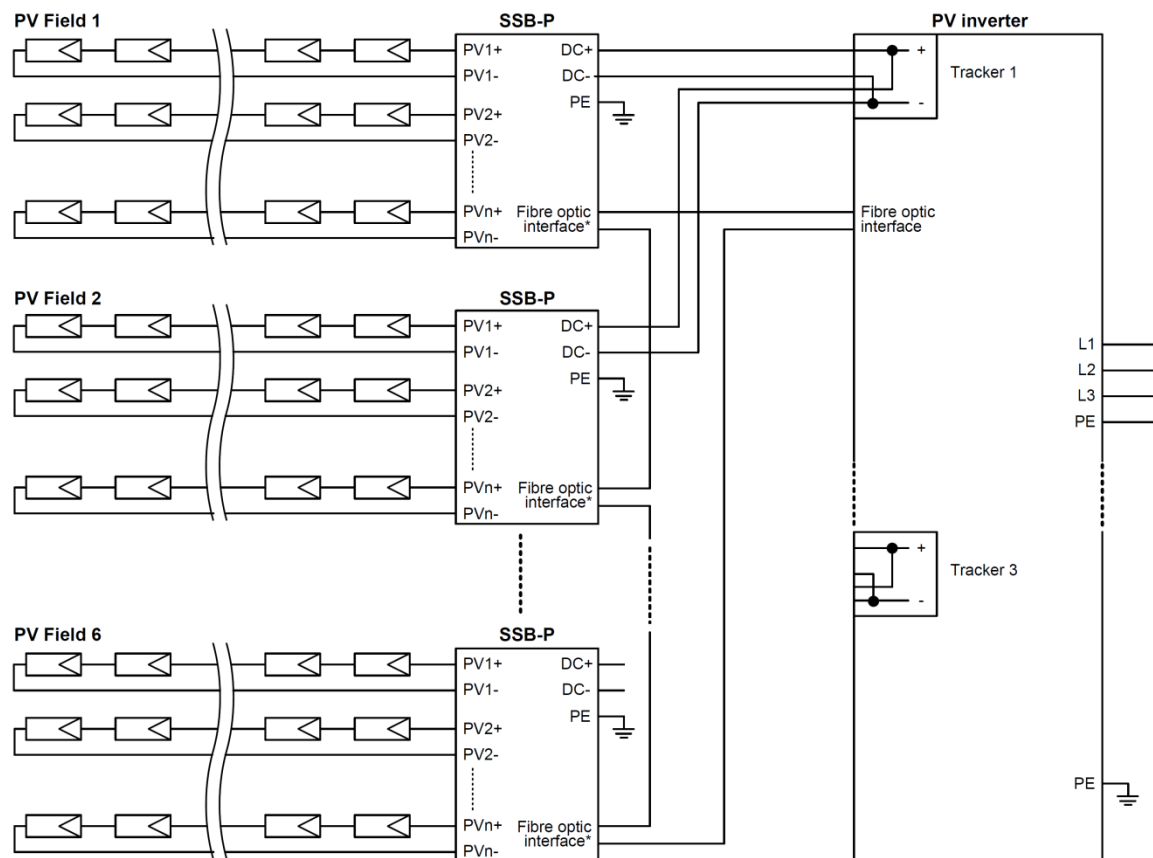 PV Field 1
SSB-P
PV inverter
PV1+
DC+
+
PV1-
DC-
Tracker 1
PE
-
PV2+
PV2-
PVn+
Fibre optic
interface*
PVn-
Fibre optic
interface
PV Field 2
SSB-P
PV1+
DC+
PV1-
DC-
PE
PV2+
PV2-
L1
L2
L3
PE
PVn+
Fibre optic
interface*
PVn-
+
Tracker 3
-
PV Field 6
SSB-P
PV1+
DC+
PV1-
DC-
PE
PV2+
PV2-
PE
PVn+
Fibre optic
interface*
PVn-